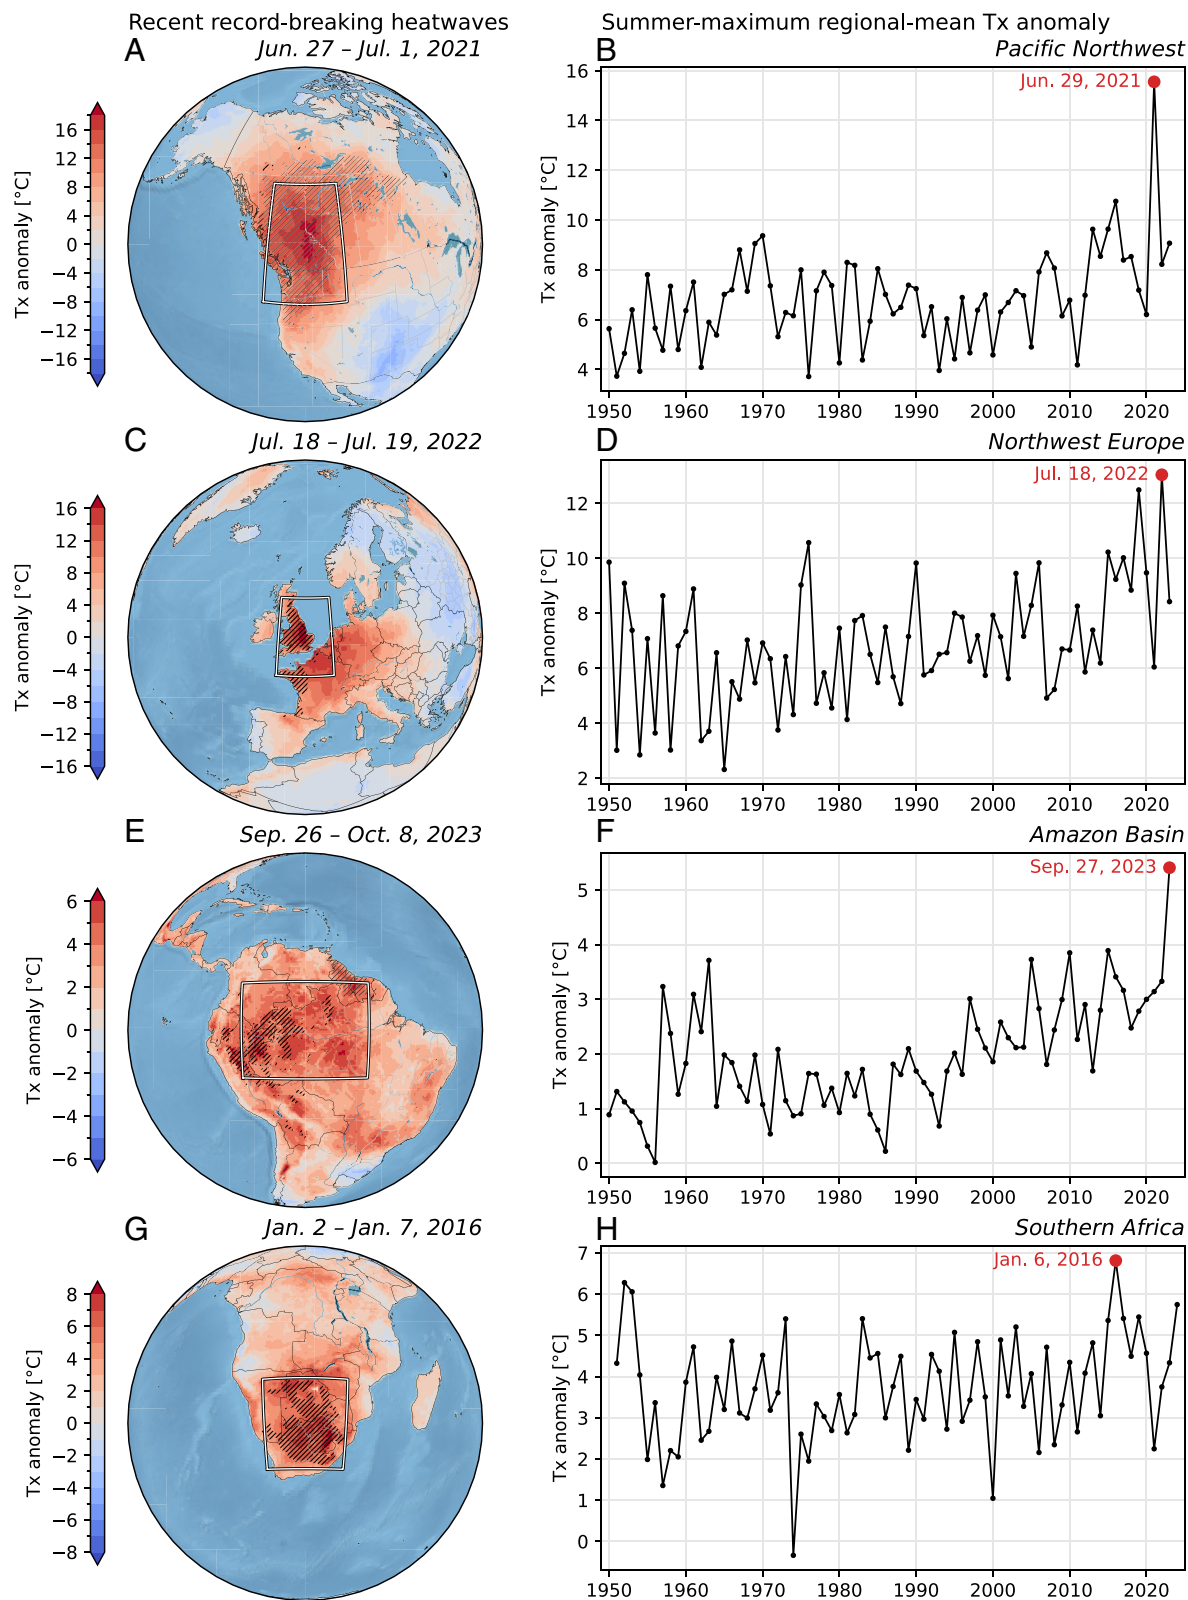 Recent record-breaking heatwaves
Summer-maximum regional-mean Tx anomaly
A
Jun. 27 – Jul. 1, 2021
Tx anomaly [°C]
16
12
8
4
0
−4
−8
−12
−16
B
Pacific Northwest
Jun. 29, 2021
Tx anomaly [°C]
16
14
12
10
8
6
4
1950 1960 1970 1980 1990 2000 2010 2020
C
Jul. 18 – Jul. 19, 2022
Tx anomaly [°C]
16
12
8
4
0
−4
−8
−12
−16
D
Northwest Europe
Jul. 18, 2022
Tx anomaly [°C]
12
10
8
6
4
2
1950 1960 1970 1980 1990 2000 2010 2020
E
Sep. 26 – Oct. 8, 2023
Tx anomaly [°C]
6
4
2
0
−2
−4
−6
F
Amazon Basin
Sep. 27, 2023
Tx anomaly [°C]
5
4
3
2
1
0
1950 1960 1970 1980 1990 2000 2010 2020
G
Jan. 2 – Jan. 7, 2016
Tx anomaly [°C]
8
6
4
2
0
−2
−4
−6
−8
H
Southern Africa
Jan. 6, 2016
Tx anomaly [°C]
7
6
5
4
3
2
1
0
1950 1960 1970 1980 1990 2000 2010 2020